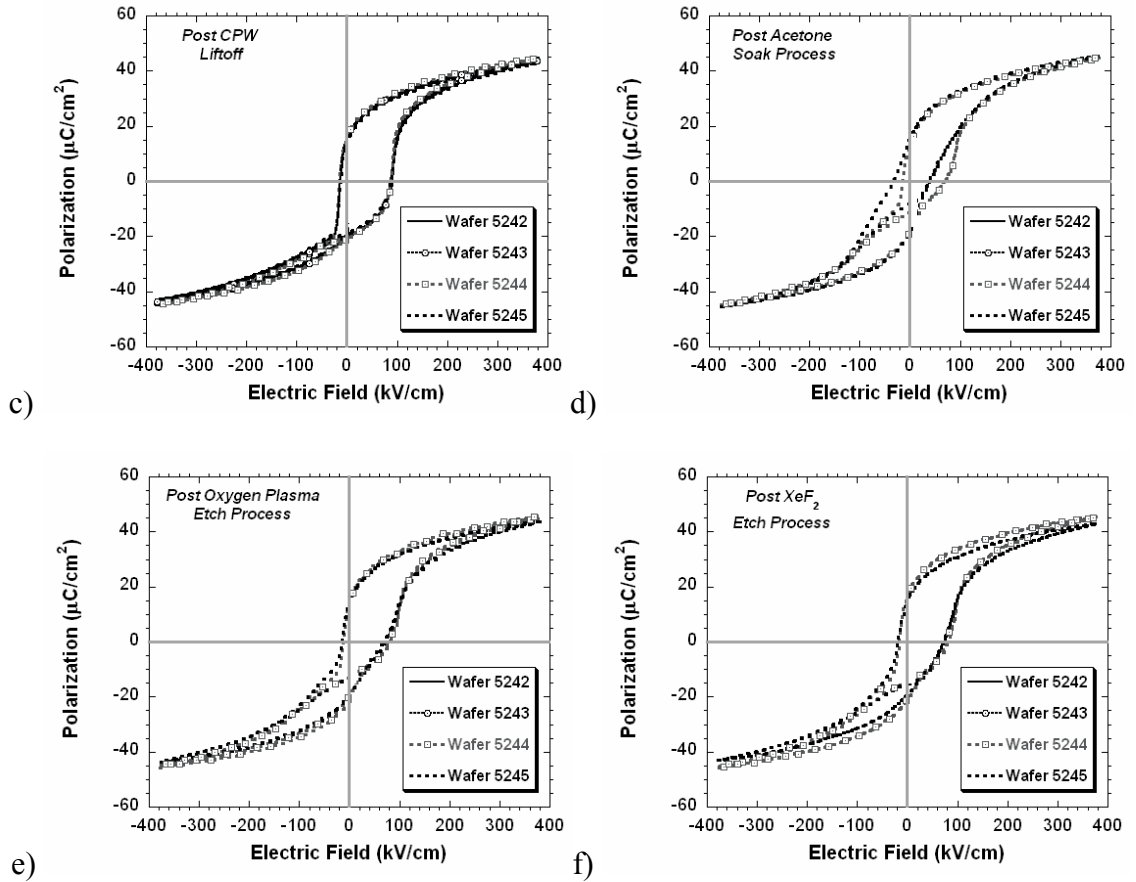 Post CPW
Liftoff
Polarization (µC/cm²)
60
40
20
0
-20
-40
-60
Wafer 5242
Wafer 5243
Wafer 5244
Wafer 5245
-400 -300 -200 -100 0 100 200 300 400
Electric Field (kV/cm)
c)
Post Acetone
Soak Process
Polarization (µC/cm²)
60
40
20
0
-20
-40
-60
Wafer 5242
Wafer 5243
Wafer 5244
Wafer 5245
-400 -300 -200 -100 0 100 200 300 400
Electric Field (kV/cm)
d)
Post Oxygen Plasma
Etch Process
Polarization (µC/cm²)
60
40
20
0
-20
-40
-60
Wafer 5242
Wafer 5243
Wafer 5244
Wafer 5245
-400 -300 -200 -100 0 100 200 300 400
Electric Field (kV/cm)
e)
Post XeF₂
Etch Process
Polarization (µC/cm²)
60
40
20
0
-20
-40
-60
Wafer 5242
Wafer 5243
Wafer 5244
Wafer 5245
-400 -300 -200 -100 0 100 200 300 400
Electric Field (kV/cm)
f)